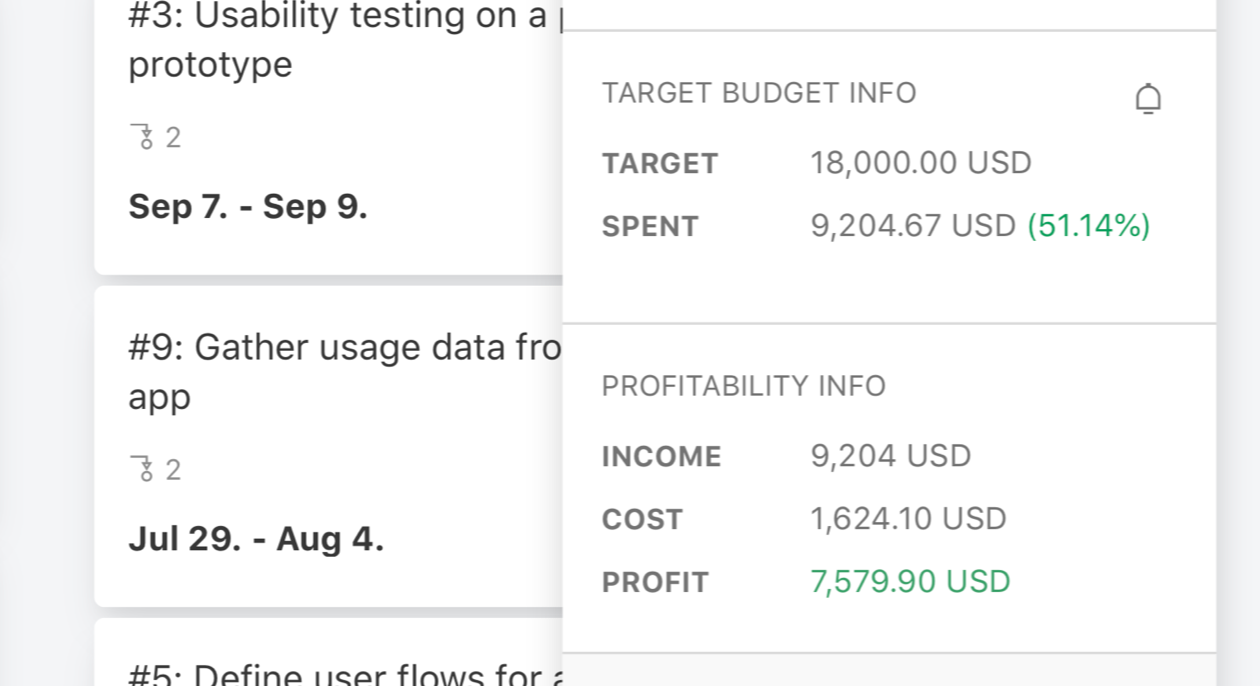 #3: Usability testing on a
prototype
2
Sep 7. - Sep 9.
#9: Gather usage data fro
app
2
Jul 29. - Aug 4.
#5: Define user flows for a
TARGET BUDGET INFO
TARGET 18,000.00 USD
SPENT 9,204.67 USD (51.14%)
PROFITABILITY INFO
INCOME 9,204 USD
COST 1,624.10 USD
PROFIT 7,579.90 USD